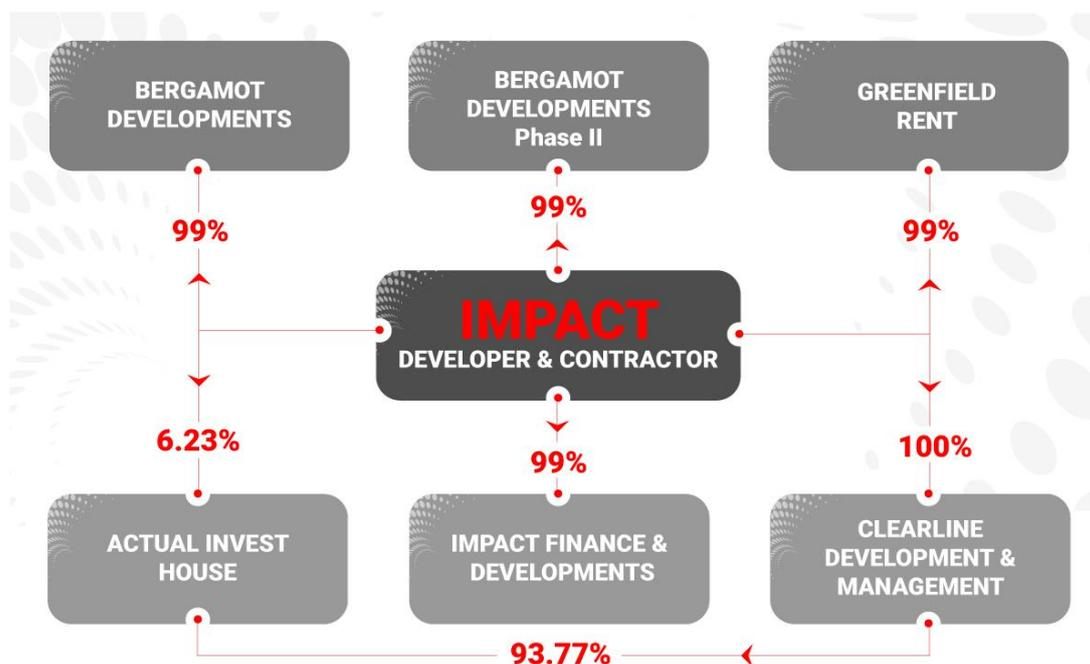 BERGAMOT
DEVELOPMENTS
BERGAMOT
DEVELOPMENTS
Phase II
GREENFIELD
RENT
99%
99%
99%
IMPACT
DEVELOPER & CONTRACTOR
6.23%
99%
100%
ACTUAL INVEST
HOUSE
IMPACT FINANCE &
DEVELOPMENTS
CLEARLINE
DEVELOPMENT &
MANAGEMENT
93.77%